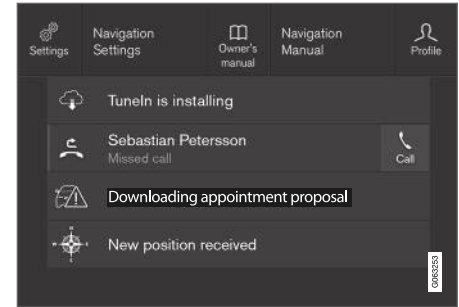 Settings
Navigation
Settings
Owner's
manual
Navigation
Manual
Profile
TuneIn is installing
Sebastian Petersson
Missed call
Call
Downloading appointment proposal
New position received
G063253